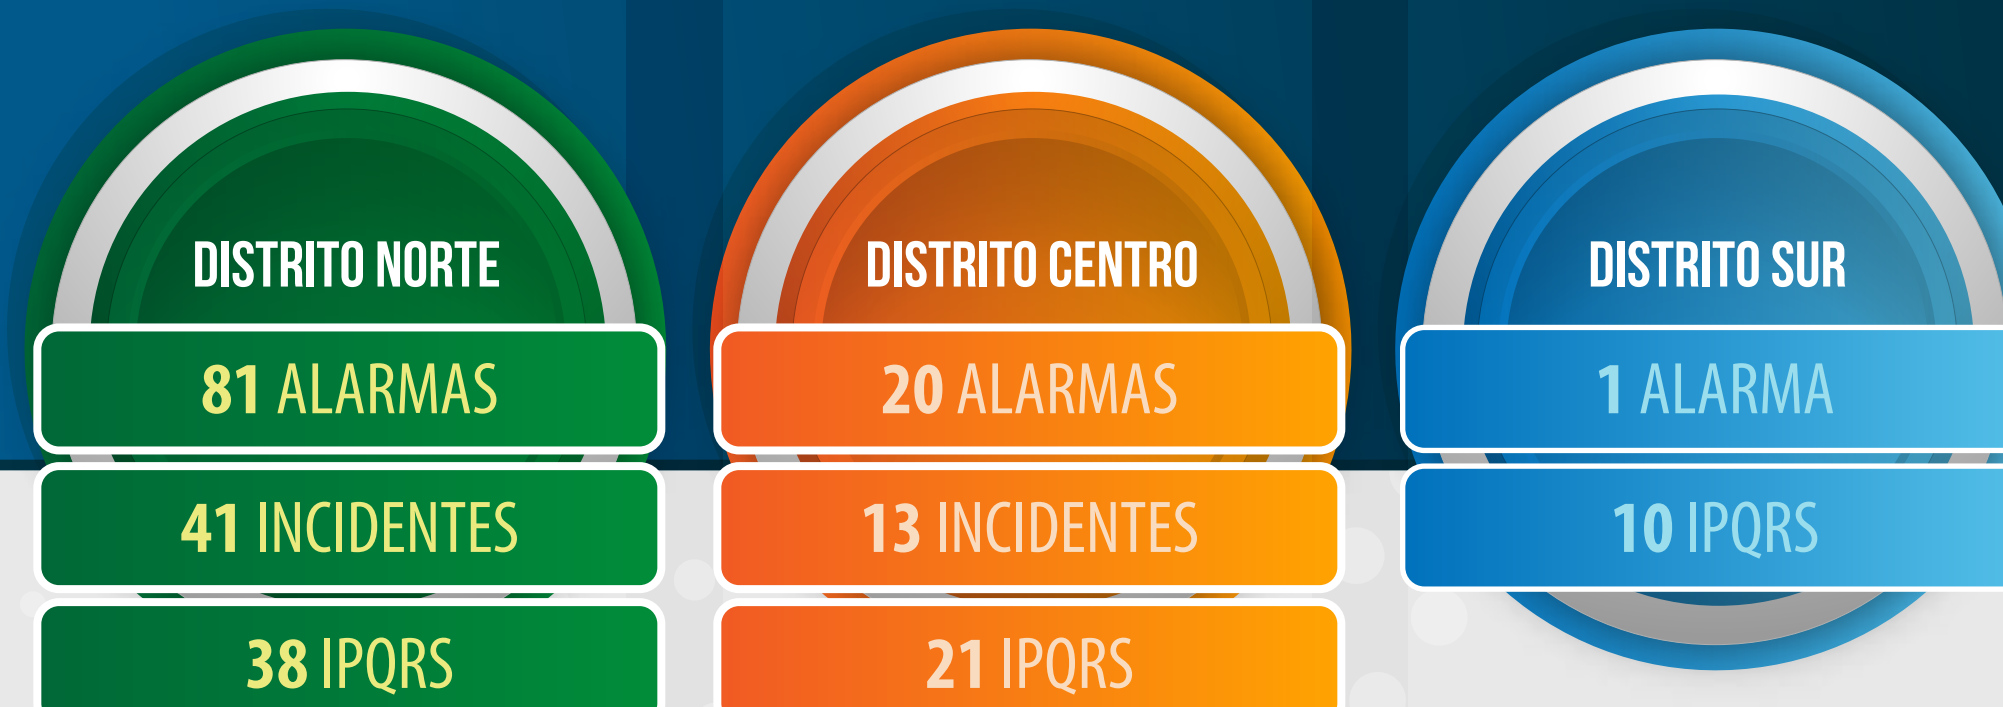 DISTRITO NORTE
81 ALARMAS
41 INCIDENTES
38 IPQRS
DISTRITO CENTRO
20 ALARMAS
13 INCIDENTES
21 IPQRS
DISTRITO SUR
1 ALARMA
10 IPQRS